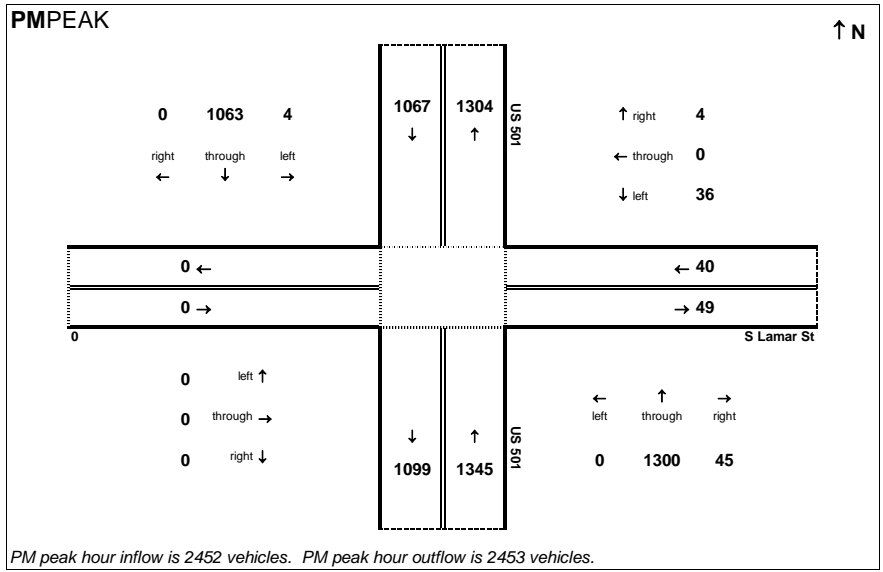 PMPEAK
↑ N
0 1063 4
right through left
← ↓ →
1067 1304
↓ ↑
US 501
↑ right 4
← through 0
↓ left 36
0 ←
← 40
0 →
→ 49
0
S Lamar St
0 left ↑
0 through →
0 right ↓
↓ ↑
1099 1345
US 501
← ↑ →
left through right
0 1300 45
PM peak hour inflow is 2452 vehicles. PM peak hour outflow is 2453 vehicles.